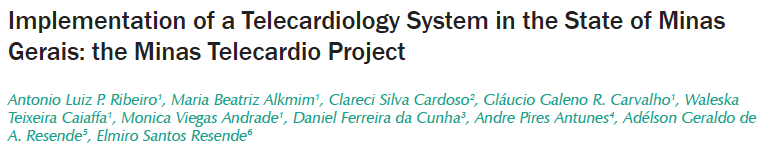 Implementation of a Telecardiology System in the State of Minas
Gerais: the Minas Telecardio Project
Antonio Luiz P. Ribeiro¹, Maria Beatriz Alkmim¹, Clareci Silva Cardoso², Gláucio Galeno R. Carvalho¹, Waleska
Teixeira Caiaffa¹, Monica Viegas Andrade¹, Daniel Ferreira da Cunha³, Andre Pires Antunes⁴, Adélson Geraldo de
A. Resende⁵, Elmiro Santos Resende⁶